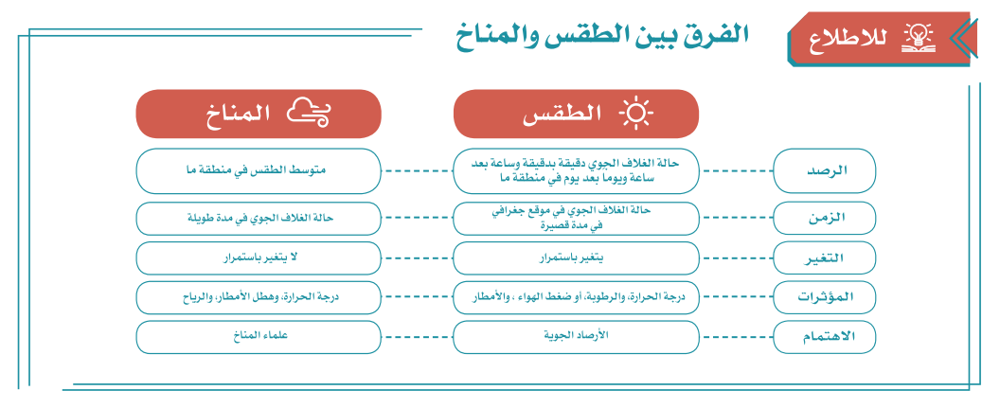 للاطلاع
الفرق بين الطقس والمناخ
الطقس
المناخ
الرصد
حالة الغلاف الجوي دقيقة بدقيقة وساعة بعد
ساعة ويوما بعد يوم في منطقة ما
متوسط الطقس في منطقة ما
الزمن
حالة الغلاف الجوي في موقع جغرافي
في مدة قصيرة
حالة الغلاف الجوي في مدة طويلة
التغير
يتغير باستمرار
لا يتغير باستمرار
المؤثرات
درجة الحرارة، والرطوبة، أو ضغط الهواء ، والأمطار
درجة الحرارة، وهطل الأمطار، والرياح
الاهتمام
الأرصاد الجوية
علماء المناخ